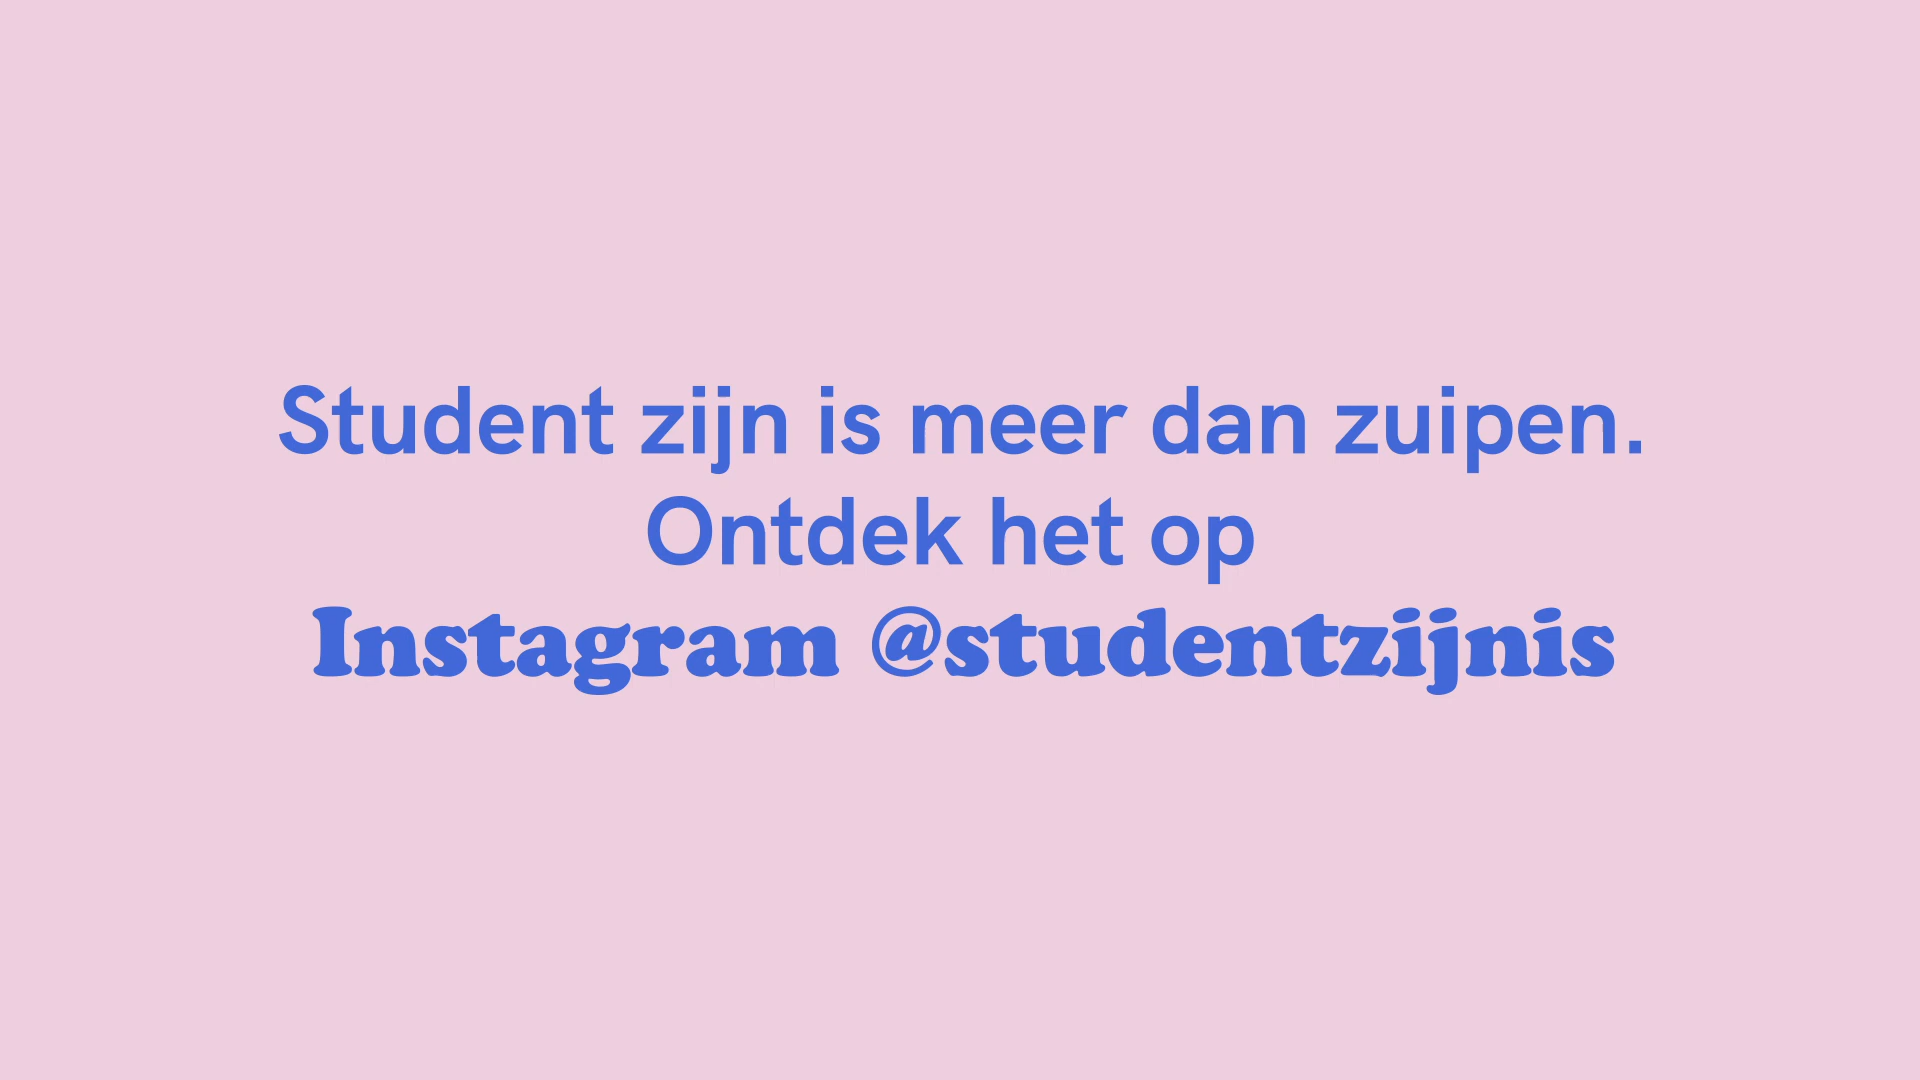 Student zijn is meer dan zuipen.
Ontdek het op
Instagram @studentzijnis